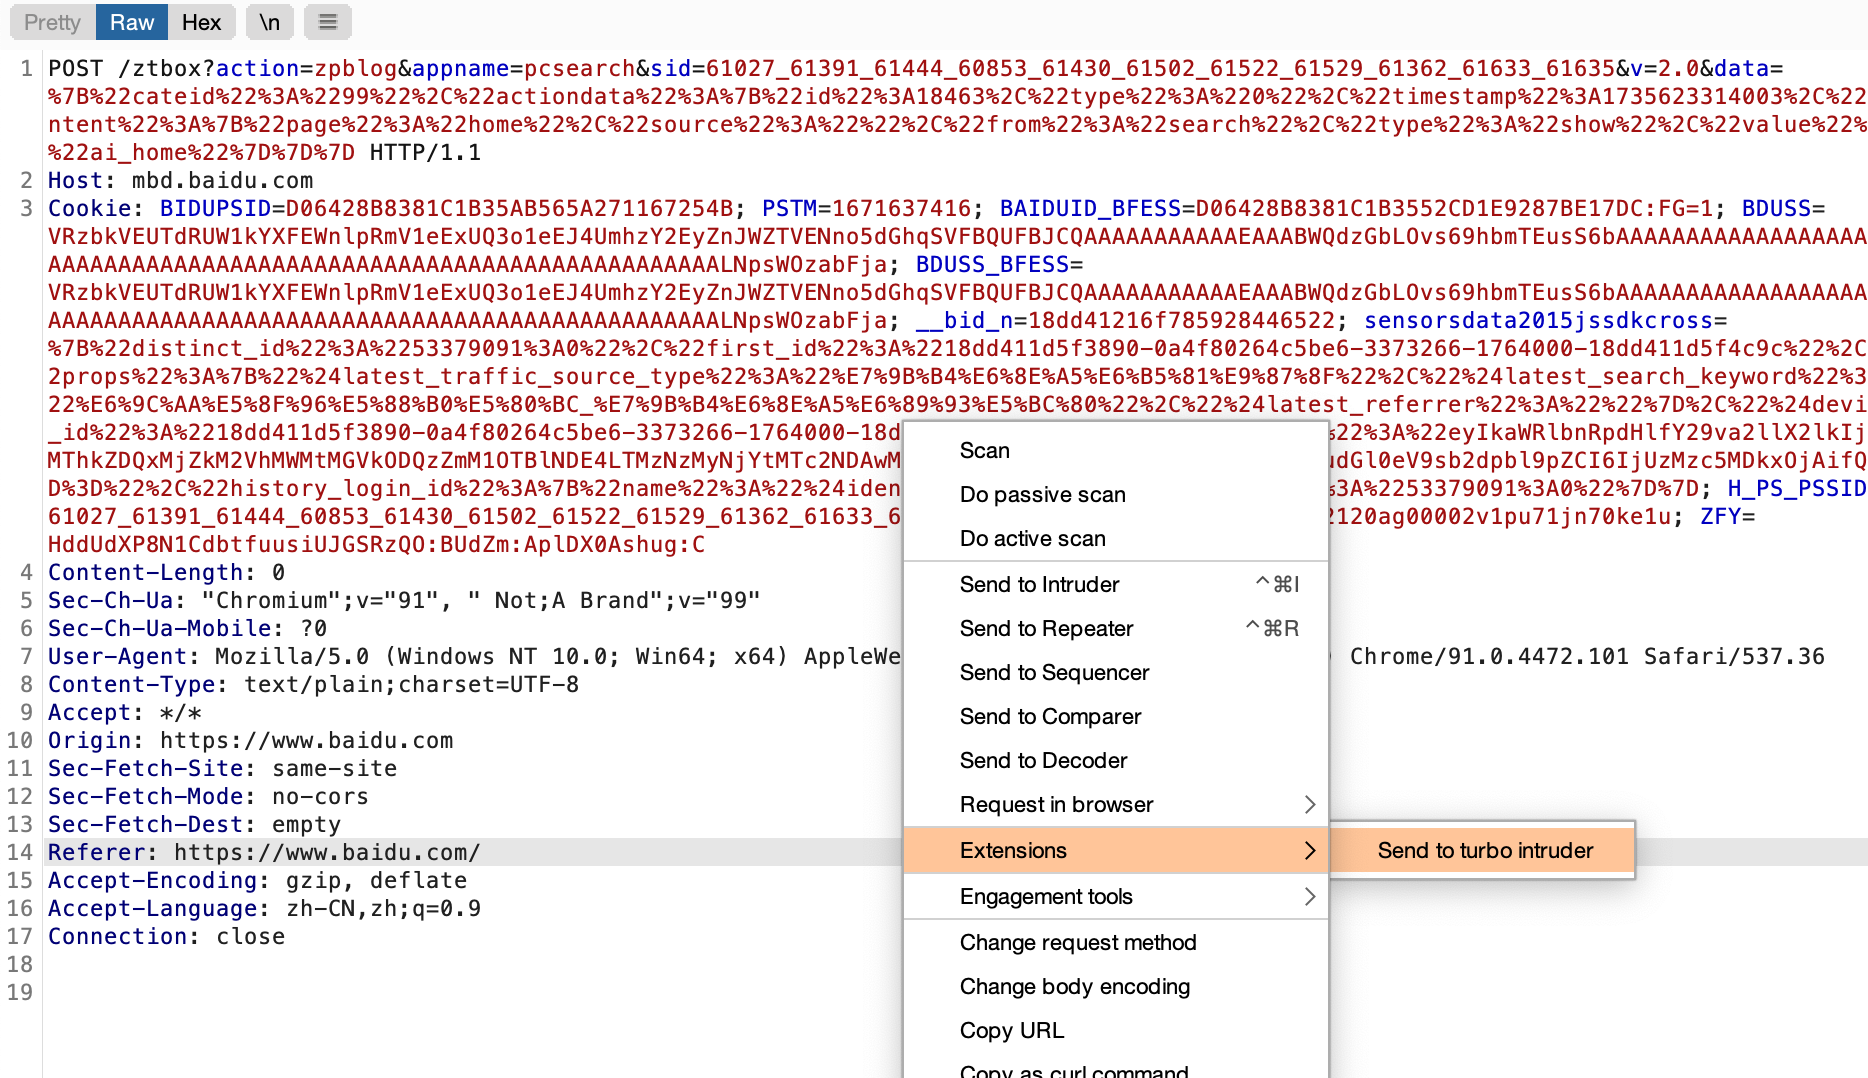 Pretty Raw Hex \n
1 POST /ztbox?action=zpblog&appname=pcsearch&sid=61027_61391_61444_60853_61430_61502_61522_61529_61362_61633_61635&v=2.0&data=
%7B%22cateid%22%3A%2299%22%2C%22actiondata%22%3A%7B%22id%22%3A18463%2C%22type%22%3A%220%22%2C%22timestamp%22%3A1735623314003%2C%22
ntent%22%3A%7B%22page%22%3A%22home%22%2C%22source%22%3A%22%22%2C%22from%22%3A%22search%22%2C%22type%22%3A%22show%22%2C%22value%22%
%22ai_home%22%7D%7D%7D HTTP/1.1
2 Host: mbd.baidu.com
3 Cookie: BIDUPSID=D06428B8381C1B35AB565A271167254B; PSTM=1671637416; BAIDUID_BFESS=D06428B8381C1B3552CD1E9287BE17DC:FG=1; BDUSS=
VRzbkVEUTdRUW1kYXFEWnlpRmV1eExUQ3o1eEJ4UmhzY2EyZnJWZTVENno5dGhqSVFBQUFBJCQAAAAAAAAAAAEAAABWQdzGbLOvs69hbmTEusS6bAAAAAAAAAAAAAAAAAA
AAAAAAAAAAAAAAAAAAAAAAAAAAAAAAAAAAAAAAAAAAAAAAAALNpsWOzabFja; BDUSS_BFESS=
VRzbkVEUTdRUW1kYXFEWnlpRmV1eExUQ3o1eEJ4UmhzY2EyZnJWZTVENno5dGhqSVFBQUFBJCQAAAAAAAAAAAEAAABWQdzGbLOvs69hbmTEusS6bAAAAAAAAAAAAAAAAAA
AAAAAAAAAAAAAAAAAAAAAAAAAAAAAAAAAAAAAAAAAAAAAAAALNpsWOzabFja; __bid_n=18dd41216f785928446522; sensorsdata2015jssdkcross=
%7B%22distinct_id%22%3A%2253379091%3A0%22%2C%22first_id%22%3A%2218dd411d5f3890-0a4f80264c5be6-3373266-1764000-18dd411d5f4c9c%22%2C
2props%22%3A%7B%22%24latest_traffic_source_type%22%3A%22%E7%9B%B4%E6%8E%A5%E6%B5%81%E9%87%8F%22%2C%22%24latest_search_keyword%22%3
22%E6%9C%AA%E5%8F%96%E5%88%B0%E5%80%BC_%E7%9B%B4%E6%8E%A5%E6%89%93%E5%BC%80%22%2C%22%24latest_referrer%22%3A%22%22%7D%2C%22%24devi
_id%22%3A%2218dd411d5f3890-0a4f80264c5be6-3373266-1764000-18d %22%3A%22eyIkaWRlbnRpdHlfY29va2llX2lkIj
MThkZDQxMjZkM2VhMWMtMGVkODQzZmM1OTBlNDE4LTMzNzMyNjYtMTc2NDAwM udGl0eV9sb2dpbl9pZCI6IjUzMzc5MDkxOjAifQ
D%3D%22%2C%22history_login_id%22%3A%7B%22name%22%3A%22%24iden %3A%2253379091%3A0%22%7D%7D; H_PS_PSSID
61027_61391_61444_60853_61430_61502_61522_61529_61362_61633_6 2120ag00002v1pu71jn70ke1u; ZFY=
HddUdXP8N1CdbtfuusiUJGSRzQO:BUdZm:AplDX0Ashug:C
4 Content-Length: 0
5 Sec-Ch-Ua: "Chromium";v="91", " Not;A Brand";v="99"
6 Sec-Ch-Ua-Mobile: ?0
7 User-Agent: Mozilla/5.0 (Windows NT 10.0; Win64; x64) AppleWe Chrome/91.0.4472.101 Safari/537.36
8 Content-Type: text/plain;charset=UTF-8
9 Accept: */*
10 Origin: https://www.baidu.com
11 Sec-Fetch-Site: same-site
12 Sec-Fetch-Mode: no-cors
13 Sec-Fetch-Dest: empty
14 Referer: https://www.baidu.com/
15 Accept-Encoding: gzip, deflate
16 Accept-Language: zh-CN,zh;q=0.9
17 Connection: close
18
19
Scan
Do passive scan
Do active scan
Send to Intruder ^⌘I
Send to Repeater ^⌘R
Send to Sequencer
Send to Comparer
Send to Decoder
Request in browser
Extensions
Send to turbo intruder
Engagement tools
Change request method
Change body encoding
Copy URL
Copy as curl command